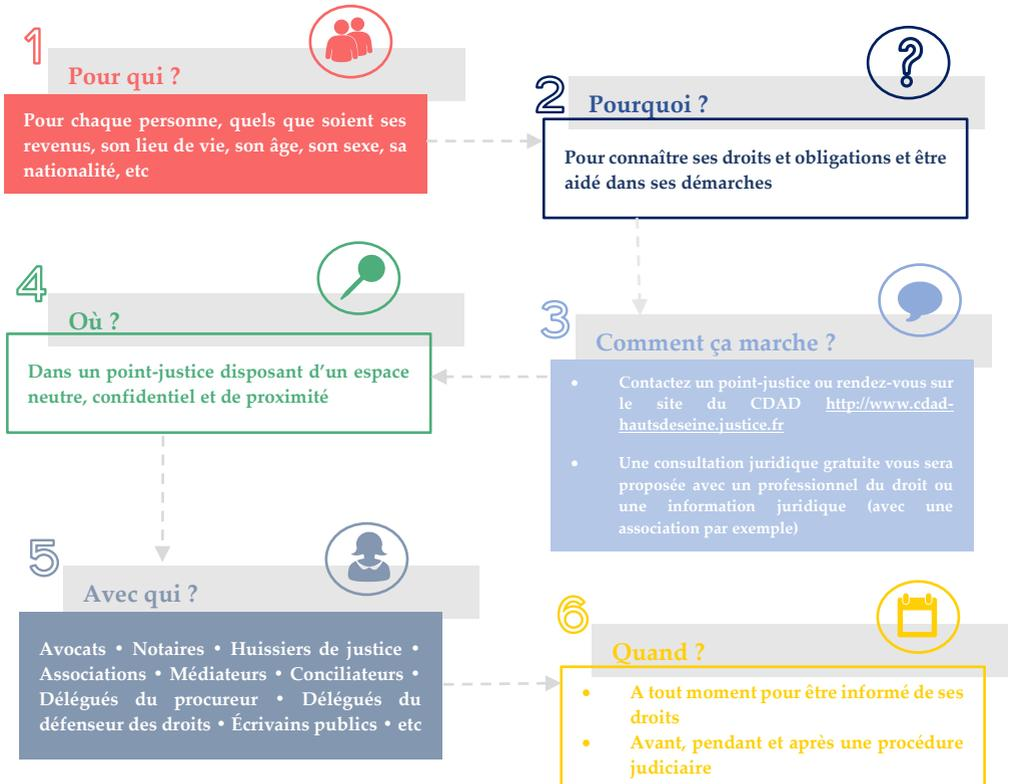 1
Pour qui ?
Pour chaque personne, quels que soient ses
revenus, son lieu de vie, son âge, son sexe, sa
nationalité, etc
2
Pourquoi ?
Pour connaître ses droits et obligations et être
aidé dans ses démarches
3
Comment ça marche ?
• Contactez un point-justice ou rendez-vous sur
le site du CDAD http://www.cdad-
hautsdeseine.justice.fr
• Une consultation juridique gratuite vous sera
proposée avec un professionnel du droit ou
une information juridique (avec une
association par exemple)
4
Où ?
Dans un point-justice disposant d’un espace
neutre, confidentiel et de proximité
5
Avec qui ?
Avocats • Notaires • Huissiers de justice •
Associations • Médiateurs • Conciliateurs •
Délégués du procureur • Délégués du
défenseur des droits • Écrivains publics • etc
6
Quand ?
• A tout moment pour être informé de ses
droits
• Avant, pendant et après une procédure
judiciaire